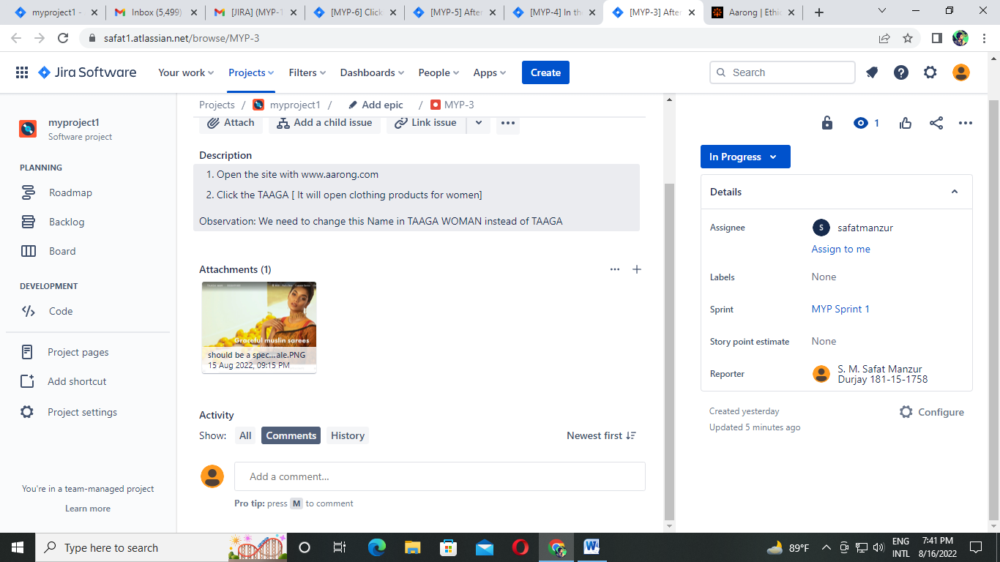 myproject1 -
Inbox (5,499)
[JIRA] (MYP-1
[MYP-6] Click
[MYP-5] After
[MYP-4] In th
[MYP-3] After
Aarong | Ethic
safat1.atlassian.net/browse/MYP-3
Jira Software
Your work
Projects
Filters
Dashboards
People
Apps
Create
Search
myproject1
Software project
PLANNING
Roadmap
Backlog
Board
DEVELOPMENT
Code
Project pages
Add shortcut
Project settings
You're in a team-managed project
Learn more
Projects / myproject1 / Add epic / MYP-3
Attach
Add a child issue
Link issue
Description
1. Open the site with www.aarong.com
2. Click the TAAGA [ It will open clothing products for women]
Observation: We need to change this Name in TAAGA WOMAN instead of TAAGA
Attachments (1)
Graceful muslin sarees
should be a spec...ale.PNG
15 Aug 2022, 09:15 PM
Activity
Show: All Comments History
Newest first
Add a comment...
Pro tip: press M to comment
1
In Progress
Details
Assignee
S
safatmanzur
Assign to me
Labels
None
Sprint
MYP Sprint 1
Story point estimate
None
Reporter
S. M. Safat Manzur
Durjay 181-15-1758
Created yesterday
Updated 5 minutes ago
Configure
Type here to search
89°F
ENG
INTL
7:41 PM
8/16/2022